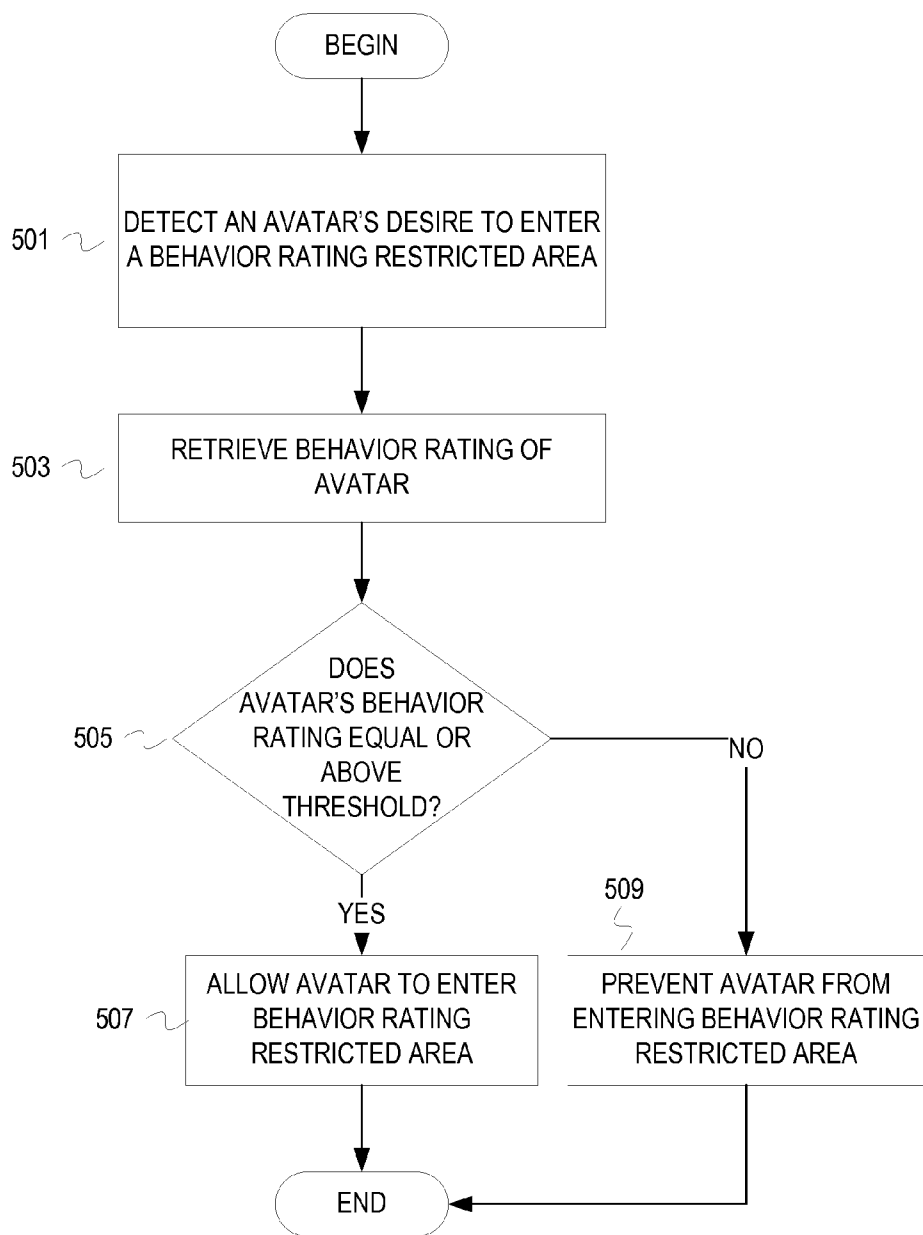 BEGIN
501
DETECT AN AVATAR'S DESIRE TO ENTER
A BEHAVIOR RATING RESTRICTED AREA
503
RETRIEVE BEHAVIOR RATING OF
AVATAR
505
DOES
AVATAR'S BEHAVIOR
RATING EQUAL OR
ABOVE
THRESHOLD?
NO
YES
507
ALLOW AVATAR TO ENTER
BEHAVIOR RATING
RESTRICTED AREA
509
PREVENT AVATAR FROM
ENTERING BEHAVIOR RATING
RESTRICTED AREA
END